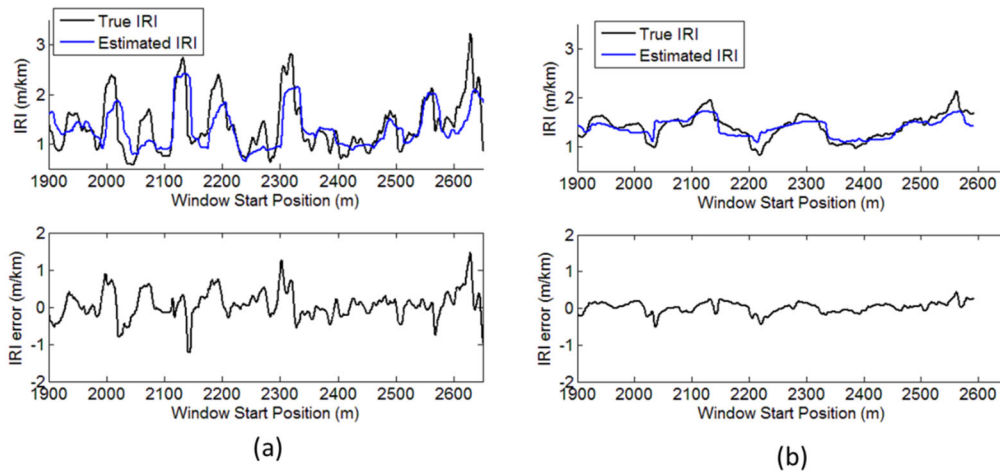 True IRI
Estimated IRI
IRI (m/km)
3
2
1
1900 2000 2100 2200 2300 2400 2500 2600
Window Start Position (m)
IRI error (m/km)
2
1
0
-1
-2
1900 2000 2100 2200 2300 2400 2500 2600
Window Start Position (m)
(a)
True IRI
Estimated IRI
IRI (m/km)
3
2
1
1900 2000 2100 2200 2300 2400 2500 2600
Window Start Position (m)
IRI error (m/km)
2
1
0
-1
-2
1900 2000 2100 2200 2300 2400 2500 2600
Window Start Position (m)
(b)